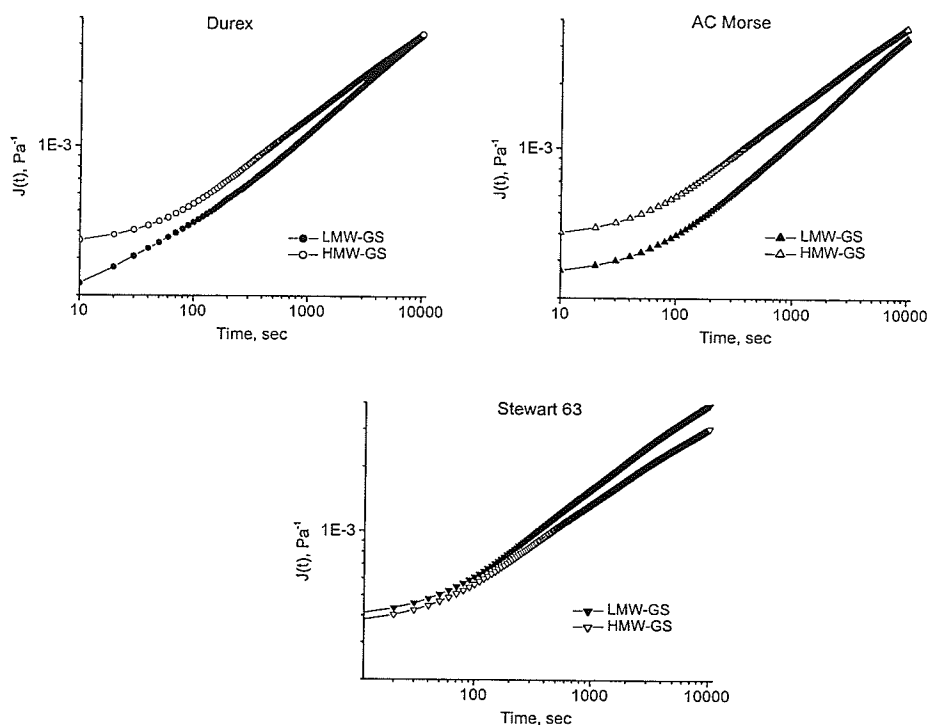 Durex
J(t), Pa-1
1E-3
LMW-GS
HMW-GS
10 100 1000 10000
Time, sec
AC Morse
J(t), Pa-1
1E-3
LMW-GS
HMW-GS
10 100 1000 10000
Time, sec
Stewart 63
J(t), Pa-1
1E-3
LMW-GS
HMW-GS
100 1000 10000
Time, sec